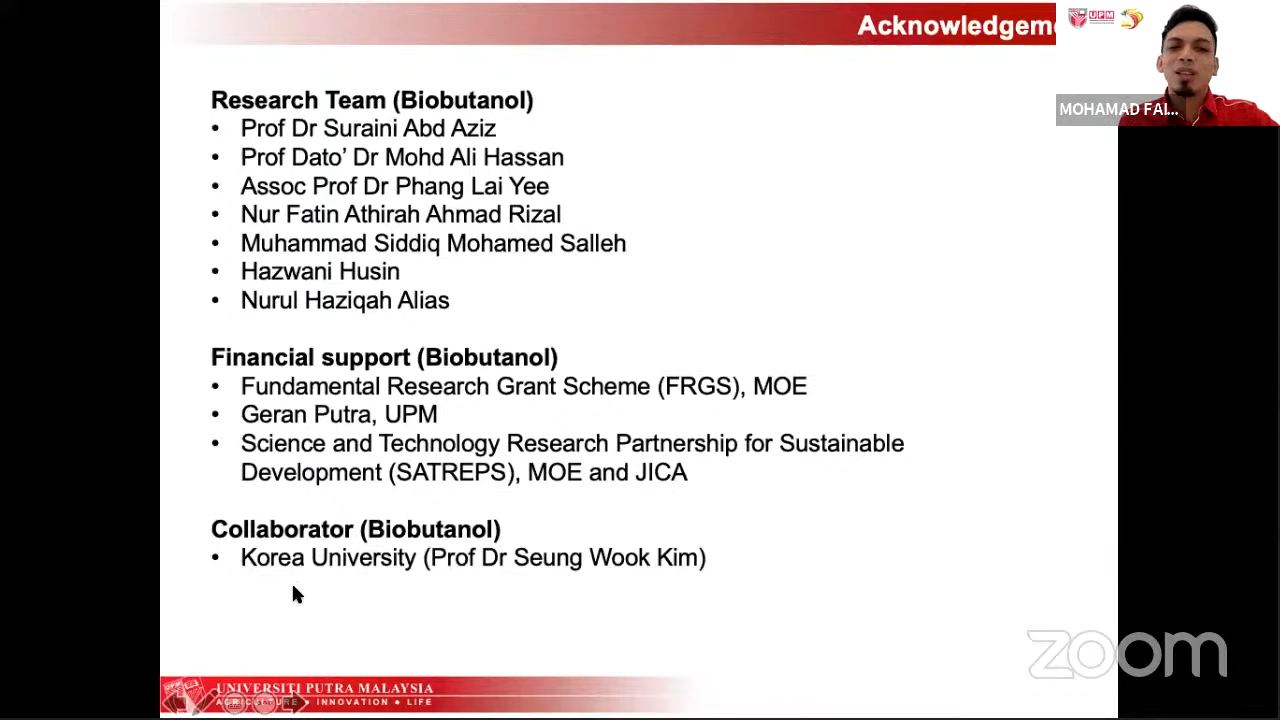 Acknowledgeme
UPM
MOHAMAD FAI...
Research Team (Biobutanol)
• Prof Dr Suraini Abd Aziz
• Prof Dato’ Dr Mohd Ali Hassan
• Assoc Prof Dr Phang Lai Yee
• Nur Fatin Athirah Ahmad Rizal
• Muhammad Siddiq Mohamed Salleh
• Hazwani Husin
• Nurul Haziqah Alias
Financial support (Biobutanol)
• Fundamental Research Grant Scheme (FRGS), MOE
• Geran Putra, UPM
• Science and Technology Research Partnership for Sustainable
Development (SATREPS), MOE and JICA
Collaborator (Biobutanol)
• Korea University (Prof Dr Seung Wook Kim)
zoom
UNIVERSITI PUTRA MALAYSIA
AGRICULTURE • INNOVATION • LIFE